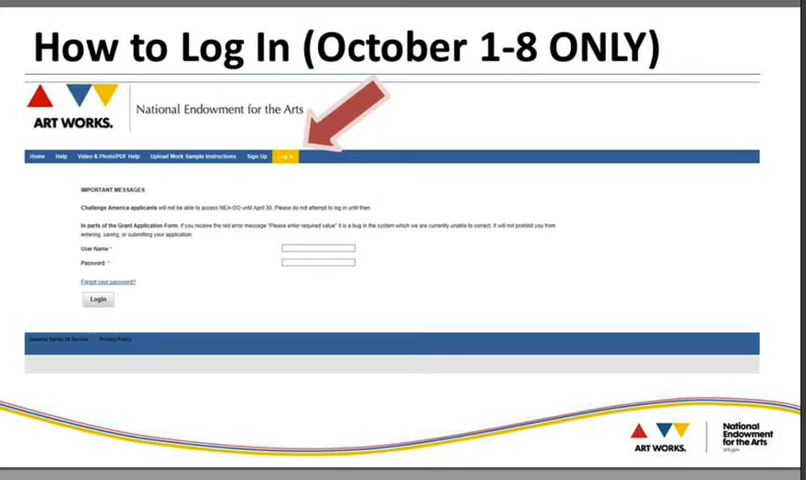 How to Log In (October 1-8 ONLY)
National Endowment for the Arts
ART WORKS.
Home Help Video & Photo/PDF Help Upload Work Sample Instructions Sign Up Log In
IMPORTANT MESSAGES:
Challenge America applicants will not be able to access NEA-GO until April 30. Please do not attempt to log in until then.
In parts of the Grant Application Form, if you receive the red error message "Please enter required value" it is a bug in the system which we are currently unable to correct. It will not prohibit you from
entering, saving, or submitting your application.
User Name *
Password *
Forgot your password?
Login
General Terms Of Service Privacy Policy
ART WORKS.
National
Endowment
for the Arts
arts.gov